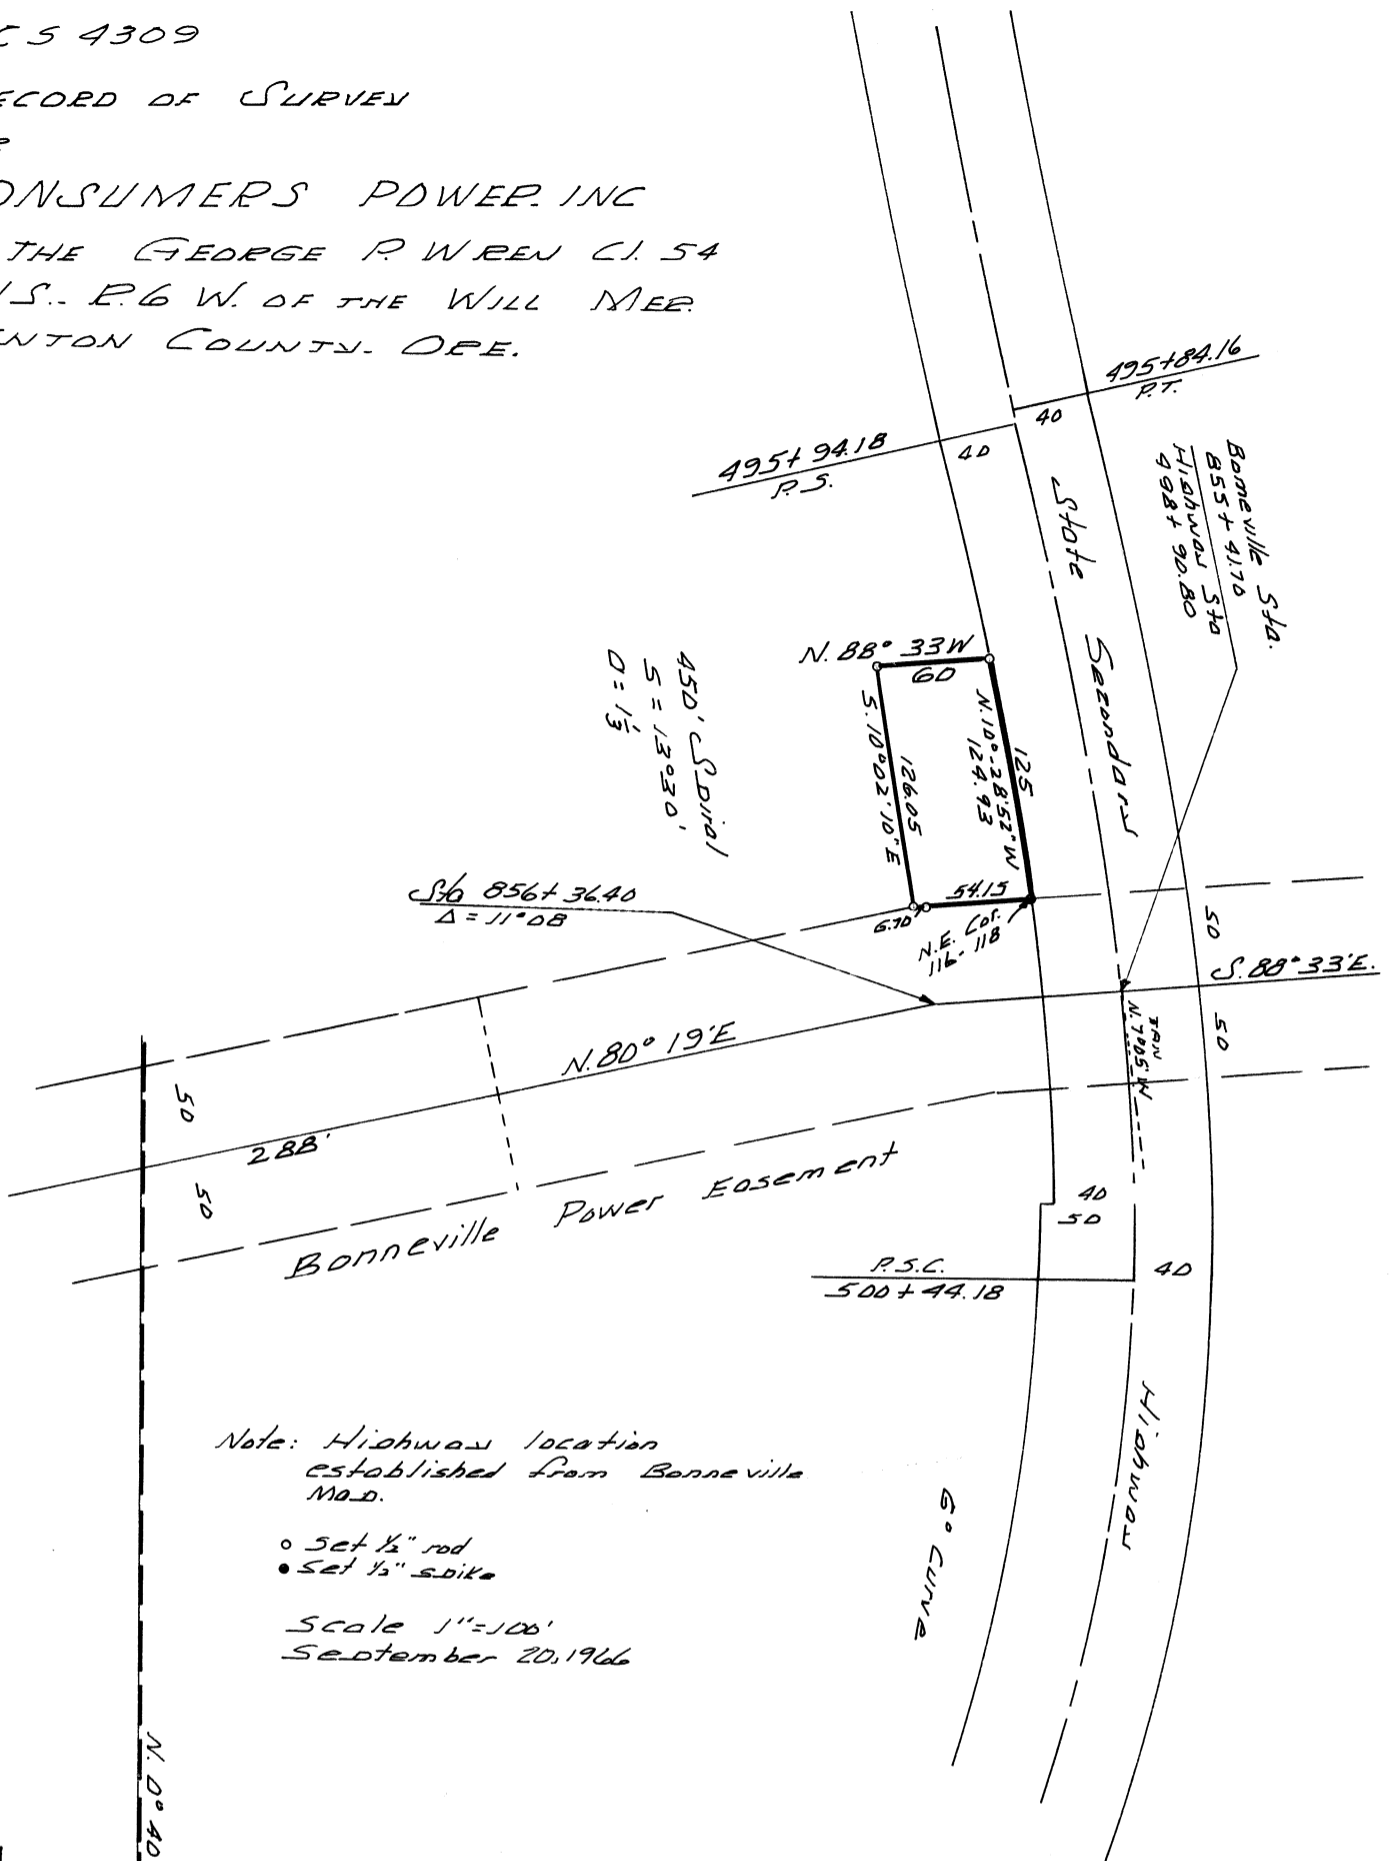 CS 4309
ECORD OF SURVEY
ONSUMERS POWER. INC
THE GEORGE P. WREN Cl. 54
S.. R.6 W. OF THE WILL MER.
ENTON COUNTY. ORE.
495+84.16
P.T.
40
495+94.18
P.S.
40
Bonneville Sta.
855+41.70
Highway Sta
498+90.80
State Secondary Highway
N. 88° 33W
60
125
N.10°-28'52"W
124.93
126.05
S.10°02'10"E
450' Spiral
S = 13°30'
D = 1⅓
Sta 856+36.40
Δ = 11°08
54.15
6.70
N.E. Cor.
116-118
50
S.88°33'E.
50
TAN
N.7°05'W
N.80°19'E
50
288'
50
Bonneville Power Easement
40
50
P.S.C.
500+44.18
40
Note: Highway location
established from Bonneville
Map.
Set ½" rod
Set ½" spike
Scale 1"=100'
September 20, 1966
6° Curve
N. 0° 40